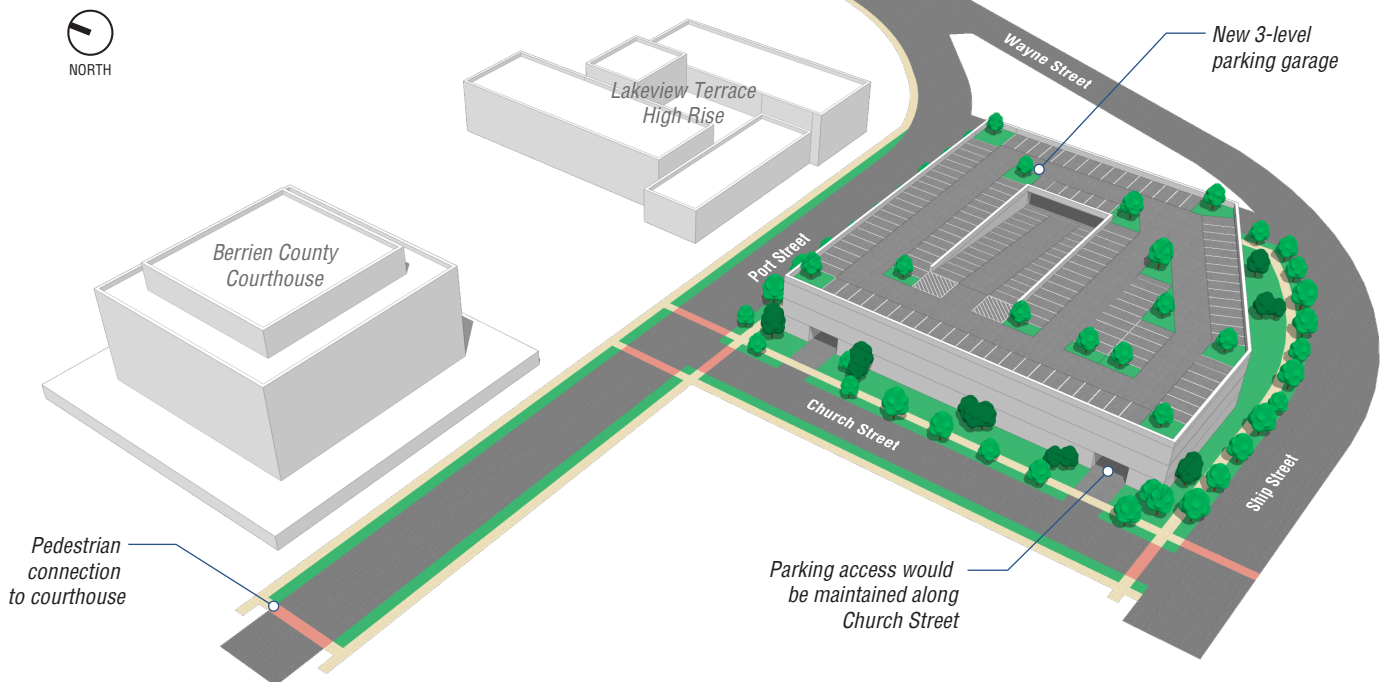 NORTH
Lakeview Terrace
High Rise
Wayne Street
New 3-level
parking garage
Berrien County
Courthouse
Port Street
Church Street
Ship Street
Pedestrian
connection
to courthouse
Parking access would
be maintained along
Church Street